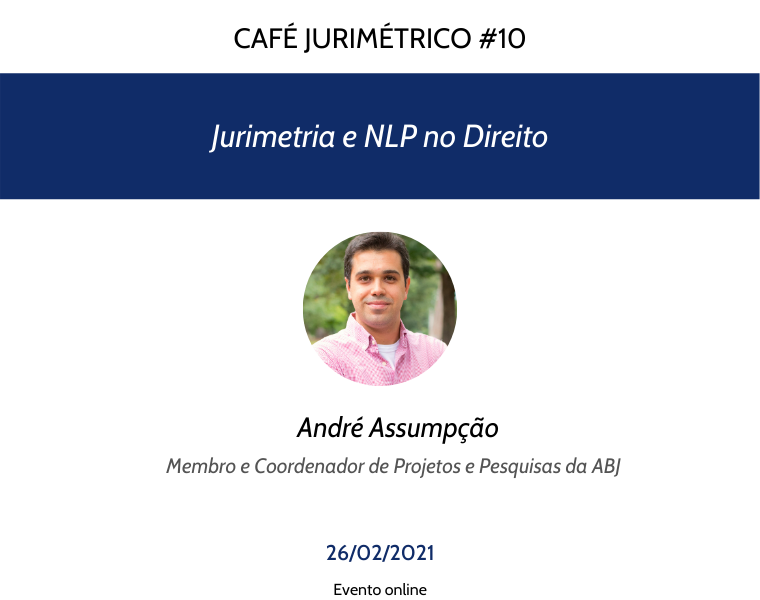 CAFÉ JURIMÉTRICO #10
Jurimetria e NLP no Direito
André Assumpção
Membro e Coordenador de Projetos e Pesquisas da ABJ
26/02/2021
Evento online